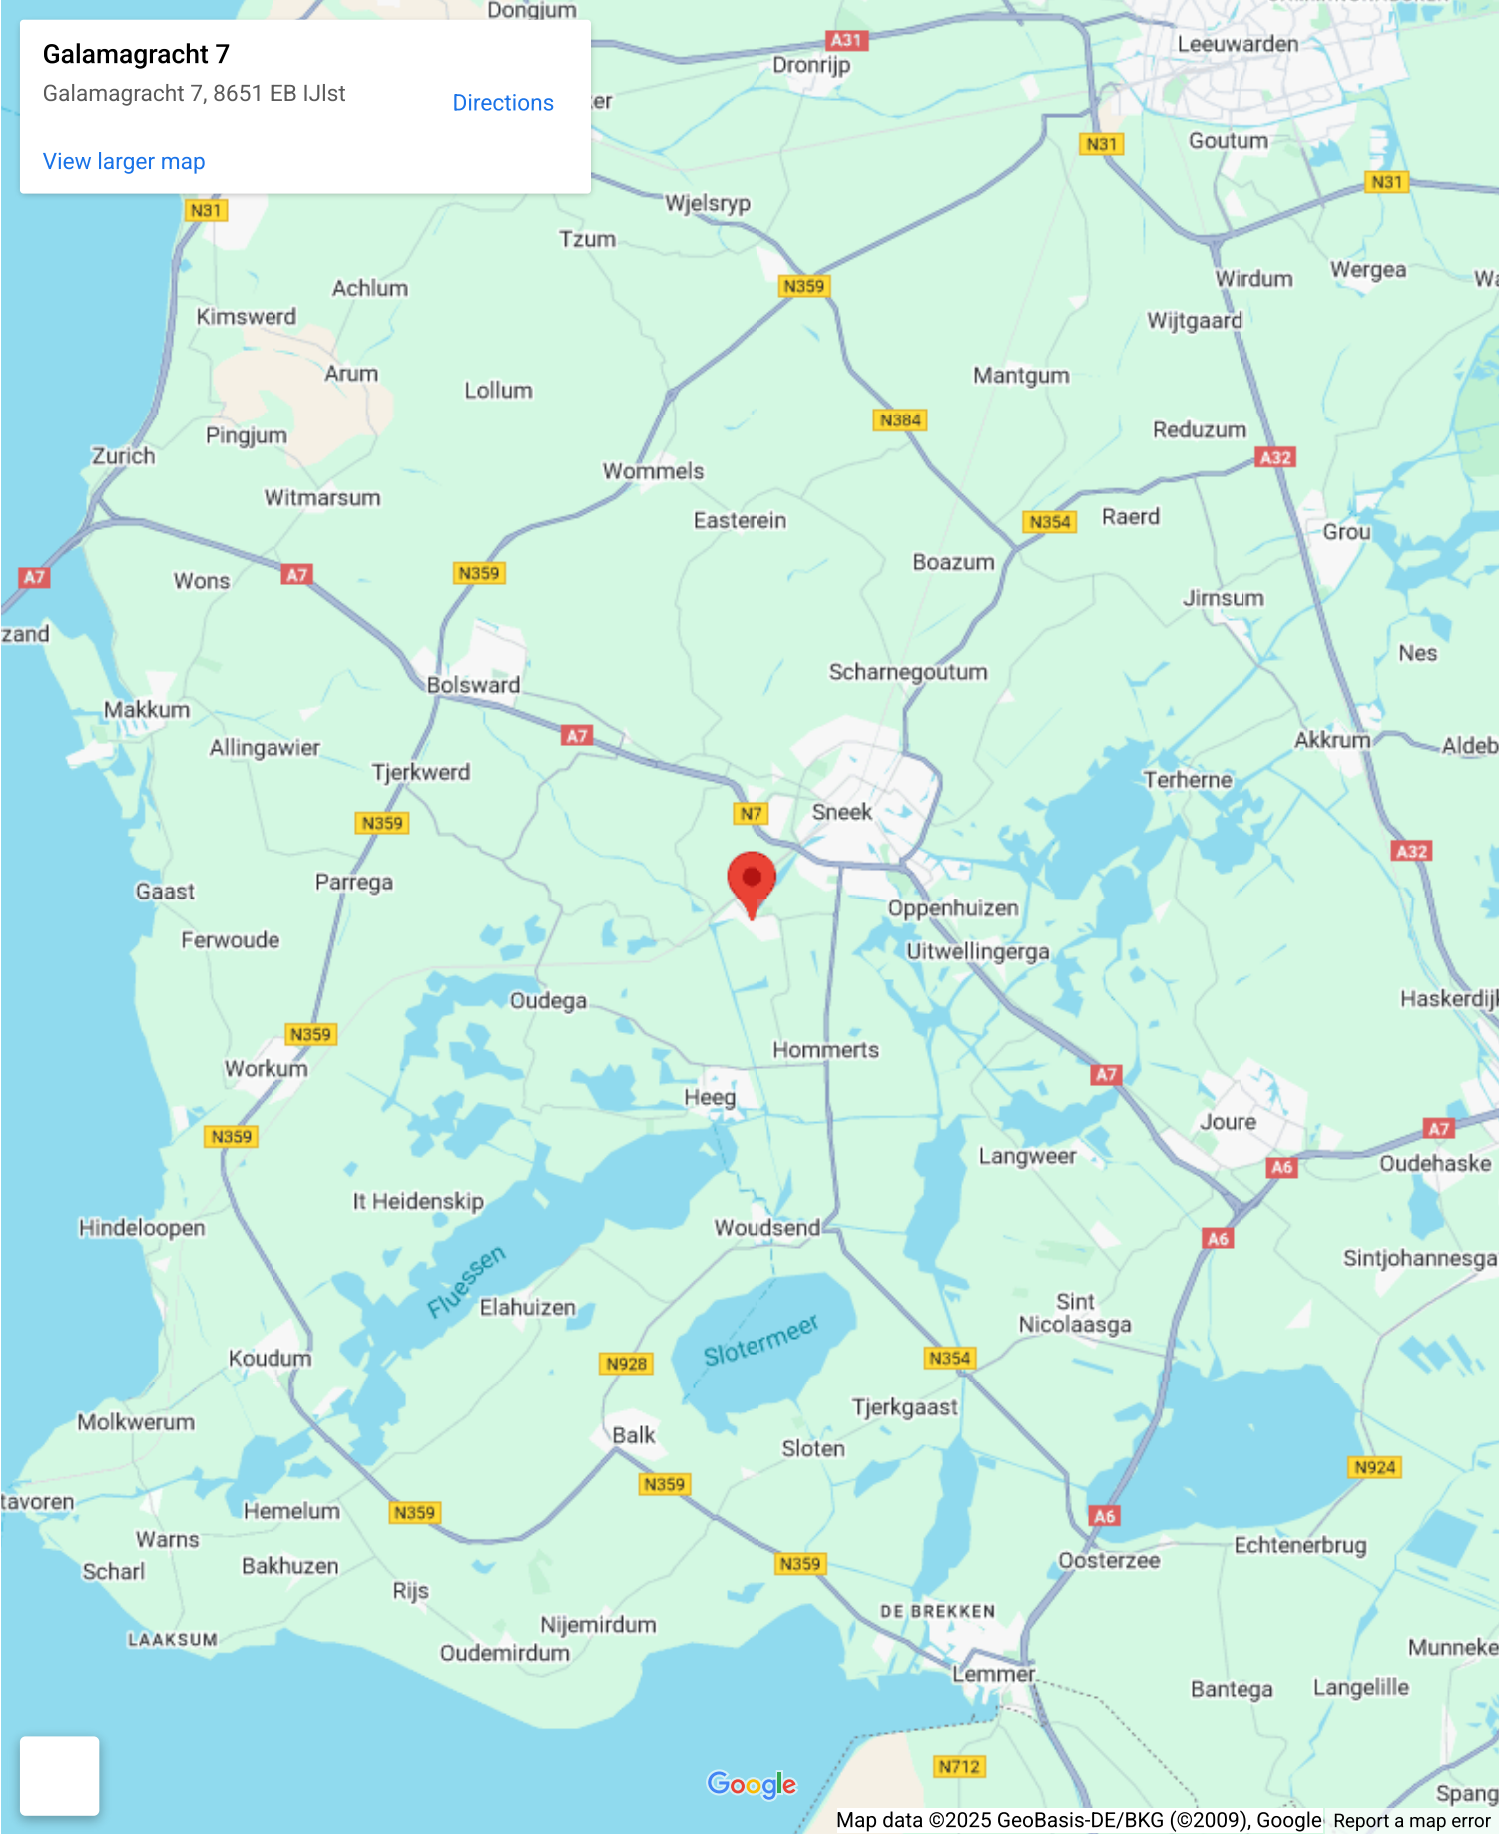 Galamagracht 7
Galamagracht 7, 8651 EB IJlst
Directions
View larger map
Dongjum
A31
Leeuwarden
Dronrijp
N31
Goutum
N31
N31
Wjelsryp
Tzum
Achlum
N359
Wirdum
Wergea
Kimswerd
Wijtgaard
Arum
Lollum
Mantgum
Pingjum
N384
Reduzum
Zurich
A32
Wommels
Witmarsum
Easterein
N354
Raerd
Grou
Boazum
A7
Wons
A7
N359
Jirnsum
zand
Nes
Scharnegoutum
Bolsward
Makkum
Allingawier
A7
Akkrum
Aldeb
Tjerkwerd
Terherne
N359
N7
Sneek
A32
Parrega
Gaast
Oppenhuizen
Ferwoude
Uitwellingerga
Oudega
Haskerdijk
N359
Hommerts
Workum
A7
Heeg
Joure
N359
A7
Langweer
A6
Oudehaske
It Heidenskip
Hindeloopen
Woudsend
A6
Sintjohannesga
Fluessen
Elahuizen
Sint
Nicolaasga
Slotermeer
Koudum
N928
N354
Molkwerum
Tjerkgaast
Balk
Sloten
N924
N359
tavoren
Hemelum
N359
A6
Warns
Echtenerbrug
Scharl
Bakhuzen
N359
Oosterzee
Rijs
DE BREKKEN
Nijemirdum
LAAKSUM
Oudemirdum
Munneke
Lemmer
Bantega
Langelille
N712
Google
Spang
Map data ©2025 GeoBasis-DE/BKG (©2009), Google
Report a map error